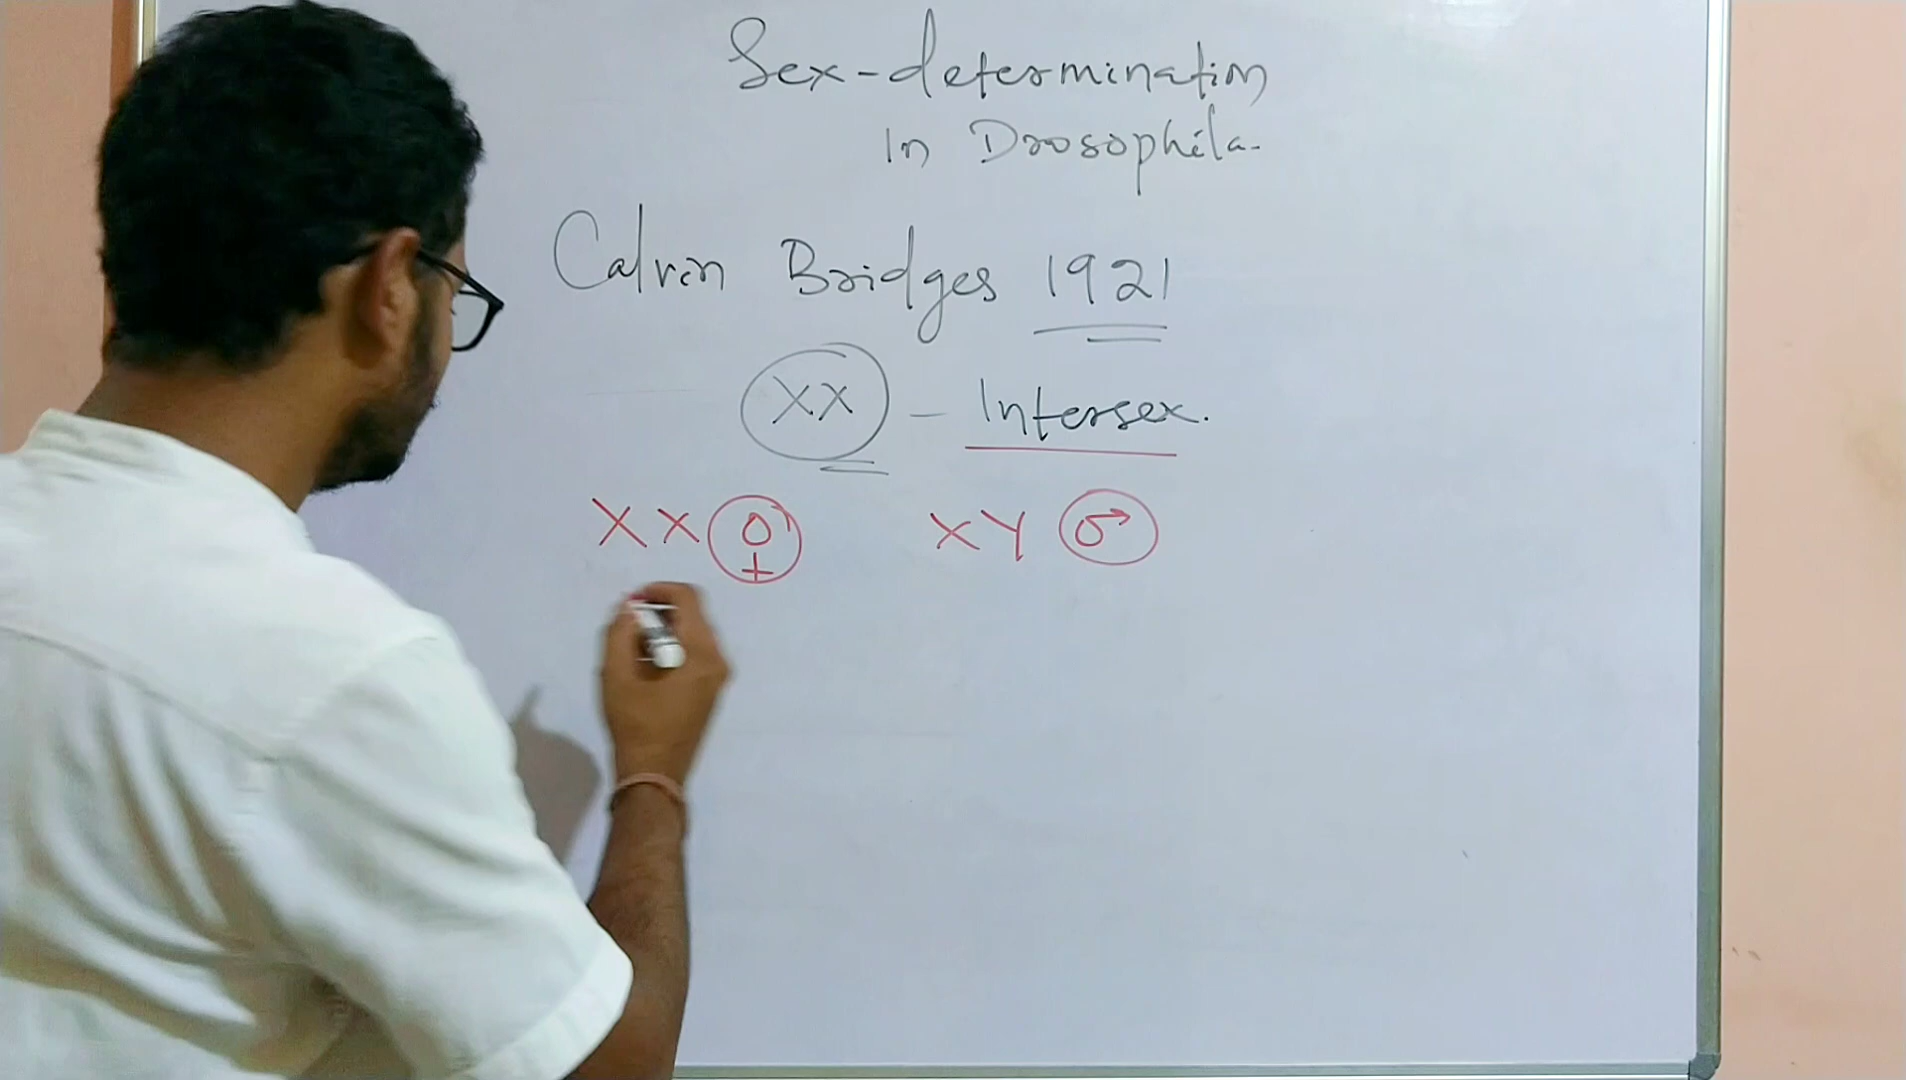 Sex-determination
in Drosophila.
Calvin Bridges 1921
XX - Intersex.
XX ♀ XY ♂